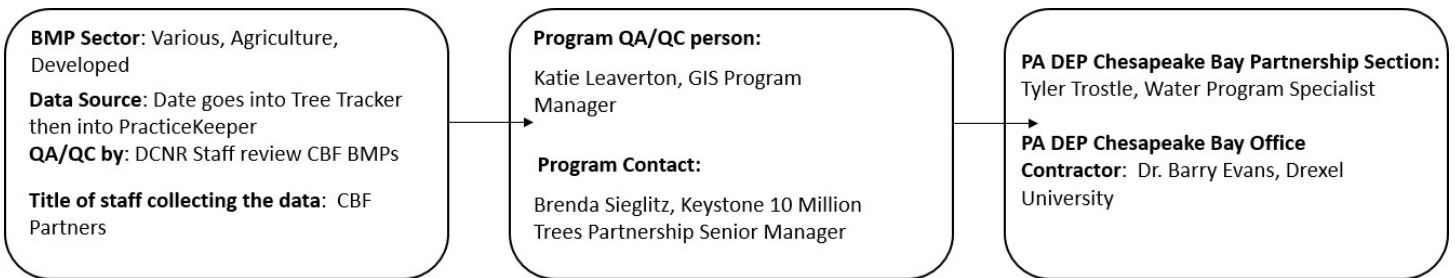 BMP Sector: Various, Agriculture,
Developed
Data Source: Date goes into Tree Tracker
then into PracticeKeeper
QA/QC by: DCNR Staff review CBF BMPs
Title of staff collecting the data: CBF
Partners
Program QA/QC person:
Katie Leaverton, GIS Program
Manager
Program Contact:
Brenda Sieglitz, Keystone 10 Million
Trees Partnership Senior Manager
PA DEP Chesapeake Bay Partnership Section:
Tyler Trostle, Water Program Specialist
PA DEP Chesapeake Bay Office
Contractor: Dr. Barry Evans, Drexel
University